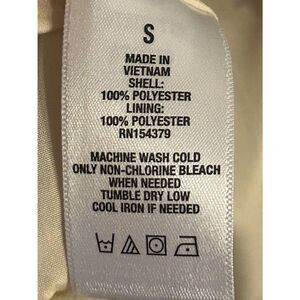 S
MADE IN
VIETNAM
SHELL:
100% POLYESTER
LINING:
100% POLYESTER
RN154379
MACHINE WASH COLD
ONLY NON-CHLORINE BLEACH
WHEN NEEDED
TUMBLE DRY LOW
COOL IRON IF NEEDED